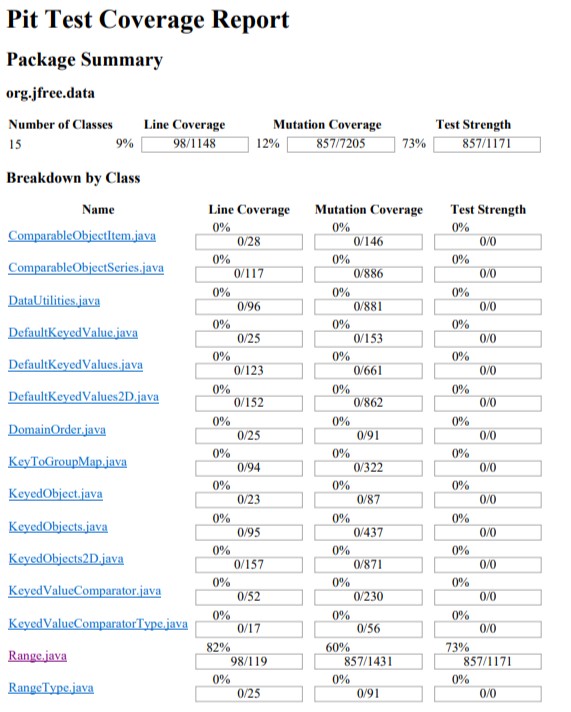 Pit Test Coverage Report
Package Summary
org.jfree.data
Number of Classes Line Coverage Mutation Coverage Test Strength
15 9% 98/1148 12% 857/7205 73% 857/1171
Breakdown by Class
Name Line Coverage Mutation Coverage Test Strength
ComparableObjectItem.java 0% 0/28 0% 0/146 0% 0/0
ComparableObjectSeries.java 0% 0/117 0% 0/886 0% 0/0
DataUtilities.java 0% 0/96 0% 0/881 0% 0/0
DefaultKeyedValue.java 0% 0/25 0% 0/153 0% 0/0
DefaultKeyedValues.java 0% 0/123 0% 0/661 0% 0/0
DefaultKeyedValues2D.java 0% 0/152 0% 0/862 0% 0/0
DomainOrder.java 0% 0/25 0% 0/91 0% 0/0
KeyToGroupMap.java 0% 0/94 0% 0/322 0% 0/0
KeyedObject.java 0% 0/23 0% 0/87 0% 0/0
KeyedObjects.java 0% 0/95 0% 0/437 0% 0/0
KeyedObjects2D.java 0% 0/157 0% 0/871 0% 0/0
KeyedValueComparator.java 0% 0/52 0% 0/230 0% 0/0
KeyedValueComparatorType.java 0% 0/17 0% 0/56 0% 0/0
Range.java 82% 98/119 60% 857/1431 73% 857/1171
RangeType.java 0% 0/25 0% 0/91 0% 0/0